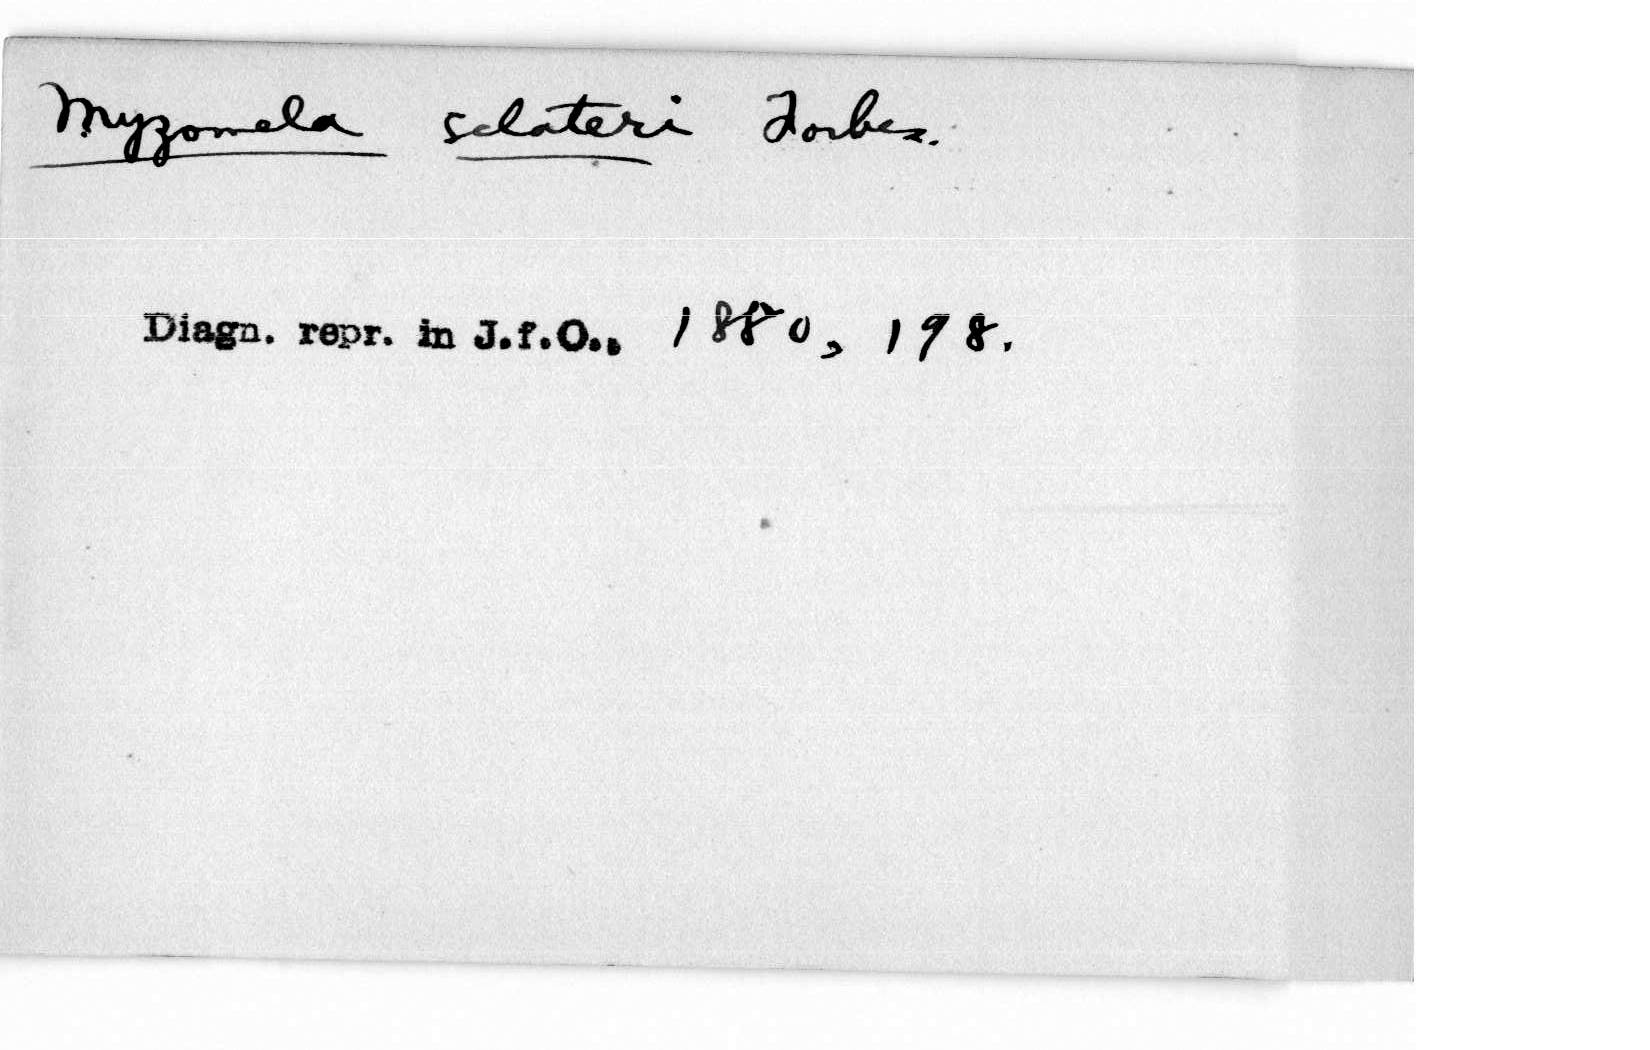 Myzomela sclateri Forbes.
Diagn. repr. in J.f.O., 1880, 198.